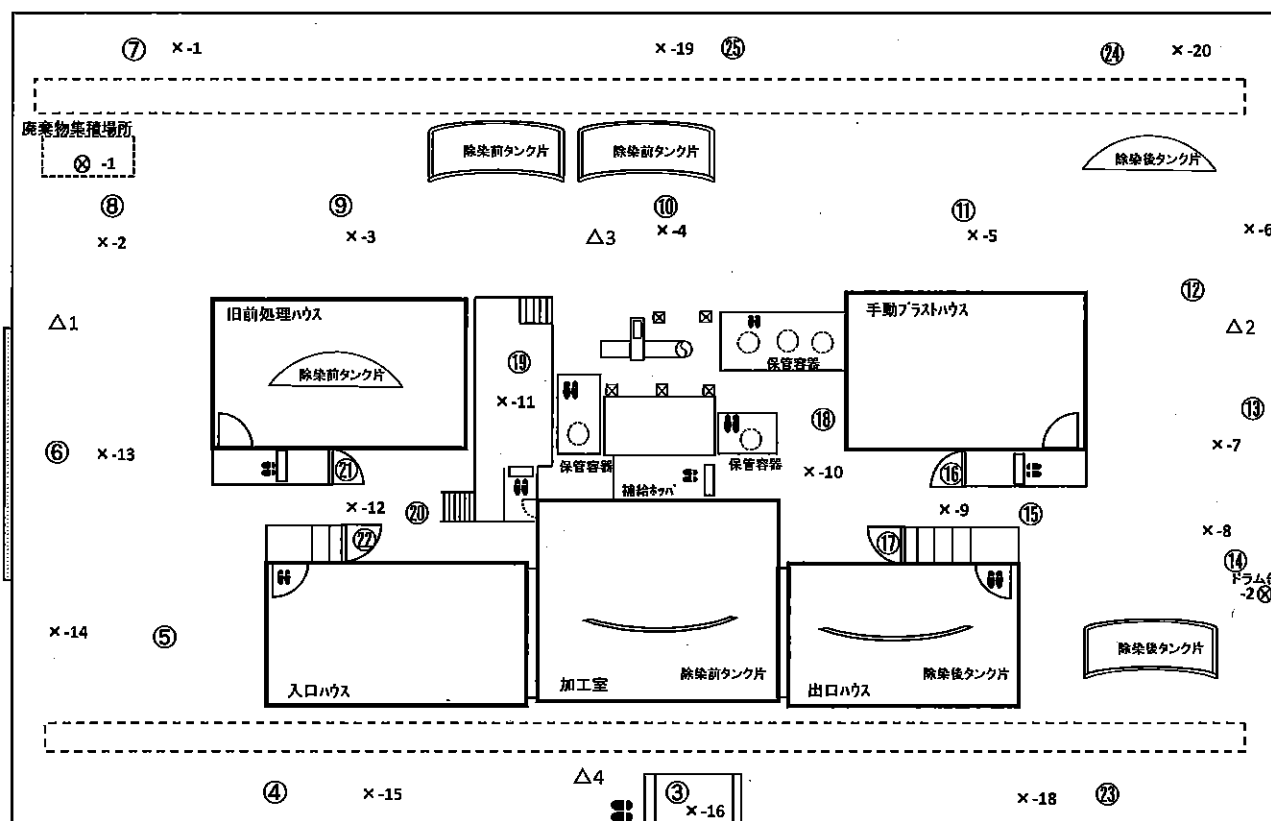 ⑦ ×-1 ×-19 ㉕ ㉔ ×-20
廃棄物集積場所
⊗ -1
除染前タンク片
除染前タンク片
除染後タンク片
⑧ ⑨ ⑩ ⑪
×-2 ×-3 △3 ×-4 ×-5 ×-6
⑫
△1
旧前処理ハウス
手動ブラストハウス
△2
除染前タンク片
⑲
保管容器
×-11
⑱
⑬
⑥ ×-13
×-7
㉑
保管容器
保管容器
×-10
⑯
補給ホッパ
×-12 ⑳
×-9 ⑮
×-8
㉒
⑰
⑭
ドラム缶
-2⊗
×-14 ⑤
除染後タンク片
入口ハウス
加工室
除染前タンク片
出口ハウス
除染後タンク片
④ ×-15 △4 ③ ×-16 ×-18 ㉓